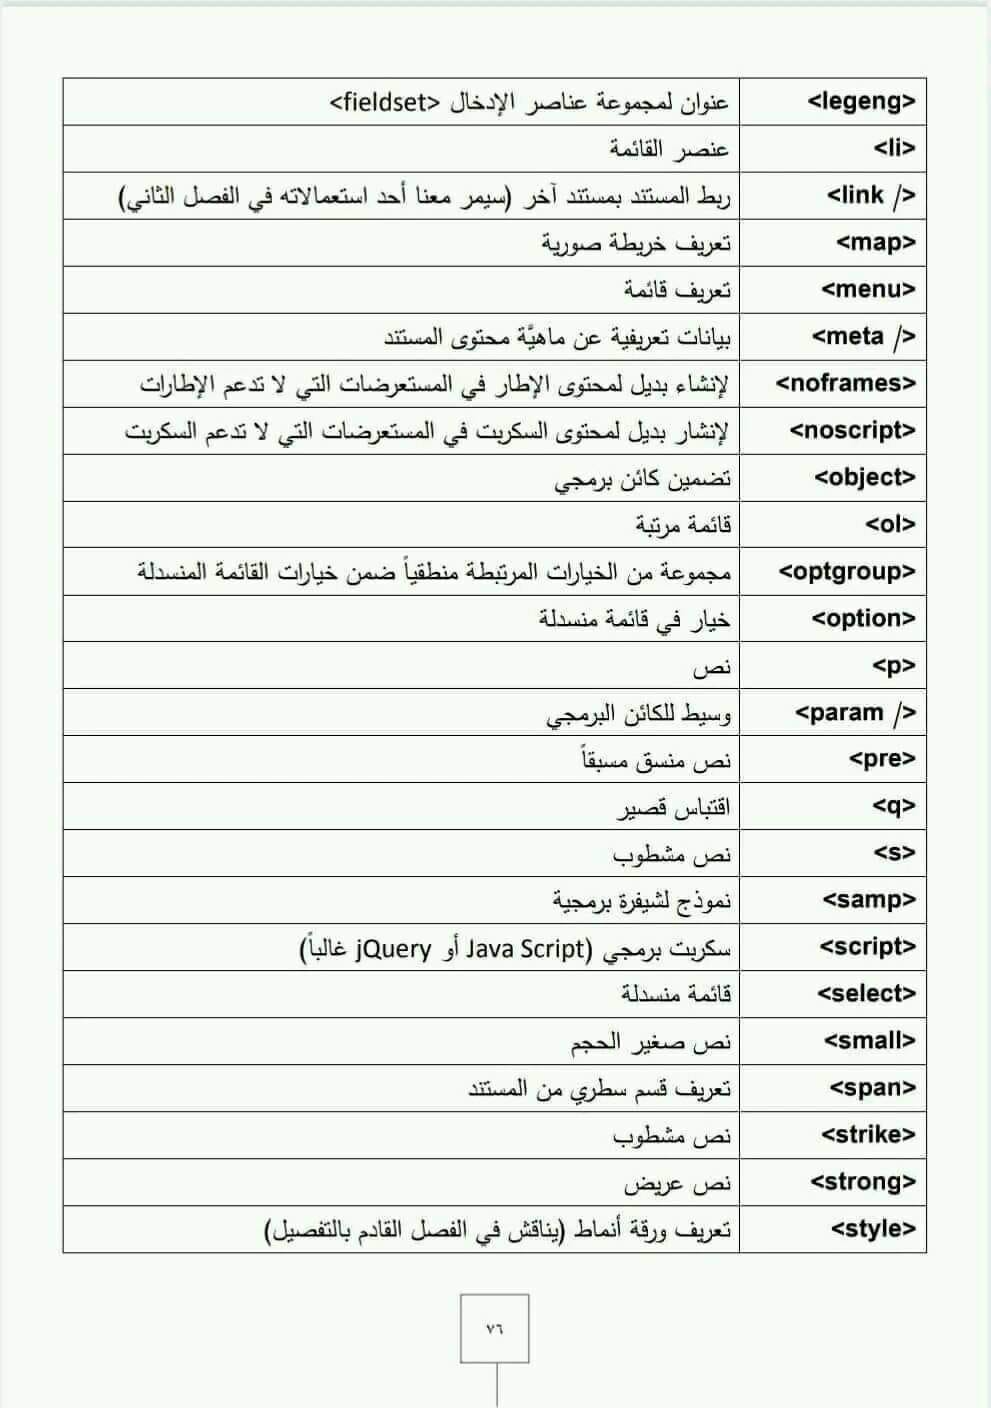 <legeng> عنوان لمجموعة عناصر الإدخال <fieldset>
<li> عنصر القائمة
<link /> ربط المستند بمستند آخر (سيمر معنا أحد استعمالاته في الفصل الثاني)
<map> تعريف خريطة صورية
<menu> تعريف قائمة
<meta /> بيانات تعريفية عن ماهيَّة محتوى المستند
<noframes> لإنشاء بديل لمحتوى الإطار في المستعرضات التي لا تدعم الإطارات
<noscript> لإنشار بديل لمحتوى السكربت في المستعرضات التي لا تدعم السكربت
<object> تضمين كائن برمجي
<ol> قائمة مرتبة
<optgroup> مجموعة من الخيارات المرتبطة منطقياً ضمن خيارات القائمة المنسدلة
<option> خيار في قائمة منسدلة
<p> نص
<param /> وسيط للكائن البرمجي
<pre> نص منسق مسبقاً
<q> اقتباس قصير
<s> نص مشطوب
<samp> نموذج لشيفرة برمجية
<script> سكربت برمجي (Java Script أو jQuery غالباً)
<select> قائمة منسدلة
<small> نص صغير الحجم
<span> تعريف قسم سطري من المستند
<strike> نص مشطوب
<strong> نص عريض
<style> تعريف ورقة أنماط (يناقش في الفصل القادم بالتفصيل)
٧٦